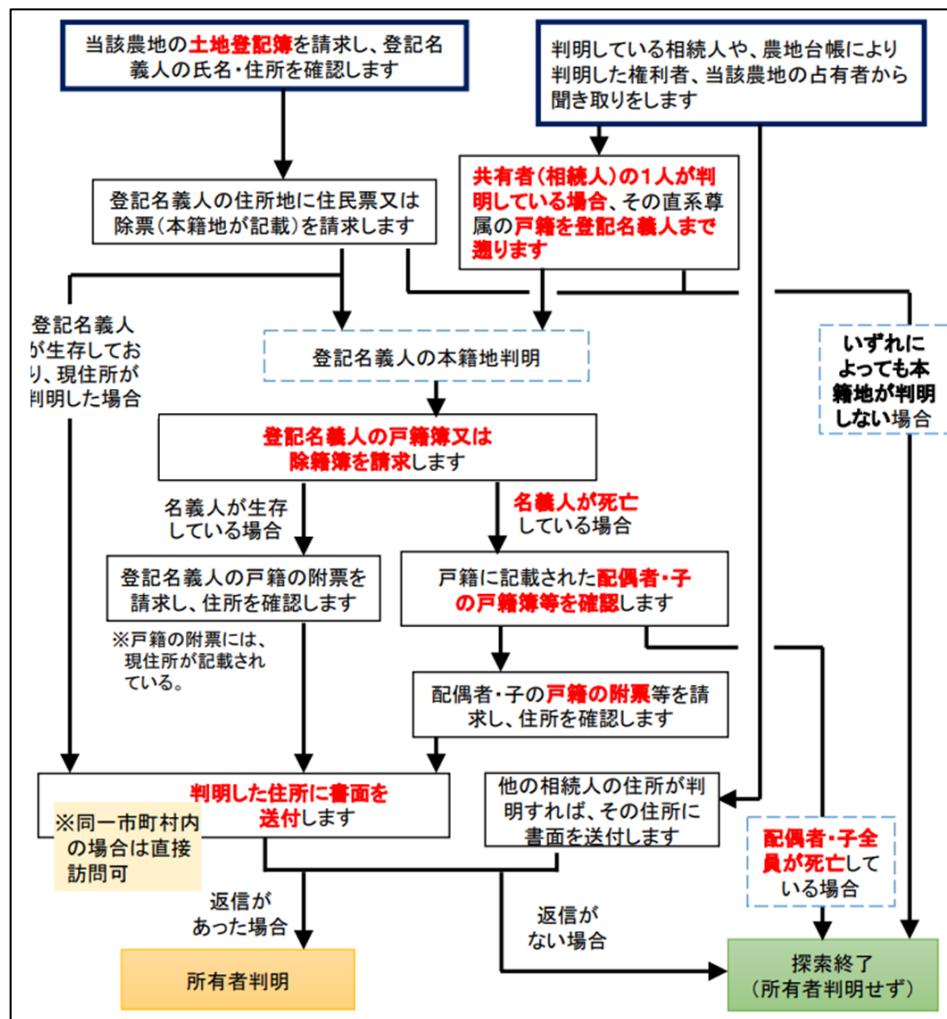 当該農地の土地登記簿を請求し、登記名
義人の氏名・住所を確認します
判明している相続人や、農地台帳により
判明した権利者、当該農地の占有者から
聞き取りをします
登記名義人の住所地に住民票又は
除票(本籍地が記載)を請求します
共有者(相続人)の1人が判
明している場合、その直系尊
属の戸籍を登記名義人まで
遡ります
登記名義人
が生存してお
り、現住所が
判明した場合
登記名義人の本籍地判明
いずれに
よっても本
籍地が判明
しない場合
登記名義人の戸籍簿又は
除籍簿を請求します
名義人が生存
している場合
名義人が死亡
している場合
登記名義人の戸籍の附票を
請求し、住所を確認します
戸籍に記載された配偶者・子
の戸籍簿等を確認します
※戸籍の附票には、
現住所が記載され
ている。
配偶者・子の戸籍の附票等を請
求し、住所を確認します
判明した住所に書面を
送付します
※同一市町村内
の場合は直接
訪問可
他の相続人の住所が判
明すれば、その住所に
書面を送付します
配偶者・子全
員が死亡して
いる場合
返信が
あった場合
返信が
ない場合
所有者判明
探索終了
(所有者判明せず)